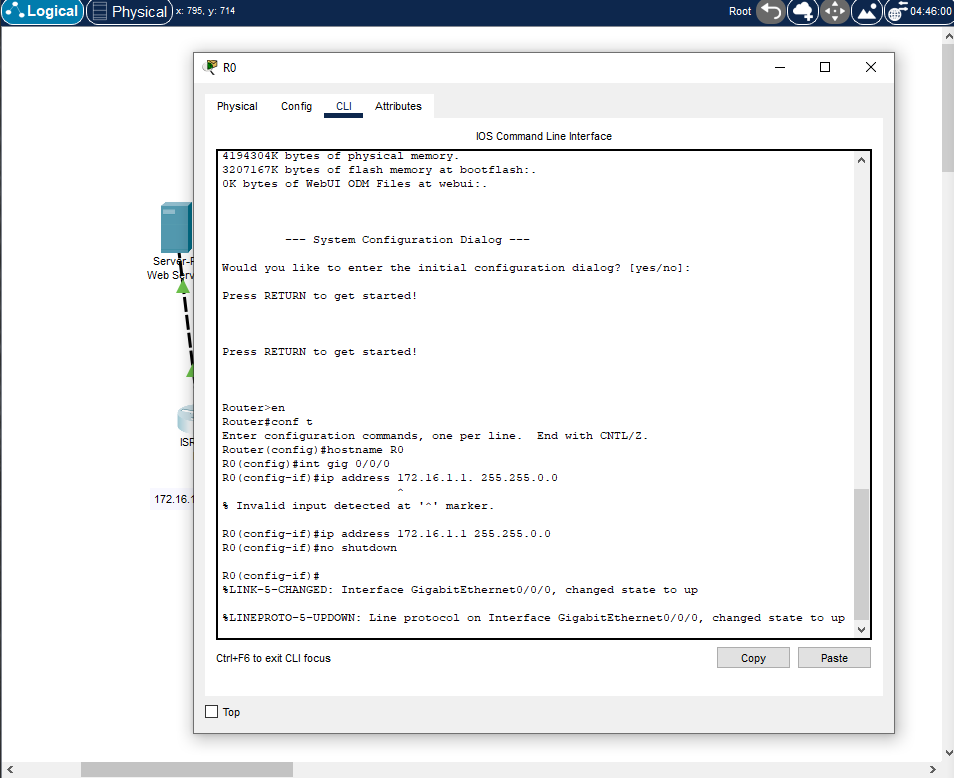 Logical Physical x: 795, y: 714 Root 04:46:00
R0
Physical Config CLI Attributes
IOS Command Line Interface
4194304K bytes of physical memory.
3207167K bytes of flash memory at bootflash:.
0K bytes of WebUI ODM Files at webui:.
--- System Configuration Dialog ---
Would you like to enter the initial configuration dialog? [yes/no]:
Press RETURN to get started!
Press RETURN to get started!
Router>en
Router#conf t
Enter configuration commands, one per line.  End with CNTL/Z.
Router(config)#hostname R0
R0(config)#int gig 0/0/0
R0(config-if)#ip address 172.16.1.1. 255.255.0.0
^
% Invalid input detected at '^' marker.
R0(config-if)#ip address 172.16.1.1 255.255.0.0
R0(config-if)#no shutdown
R0(config-if)#
%LINK-5-CHANGED: Interface GigabitEthernet0/0/0, changed state to up
%LINEPROTO-5-UPDOWN: Line protocol on Interface GigabitEthernet0/0/0, changed state to up
Ctrl+F6 to exit CLI focus
Copy Paste
Top
Server-P
Web Serv
ISR
172.16.1